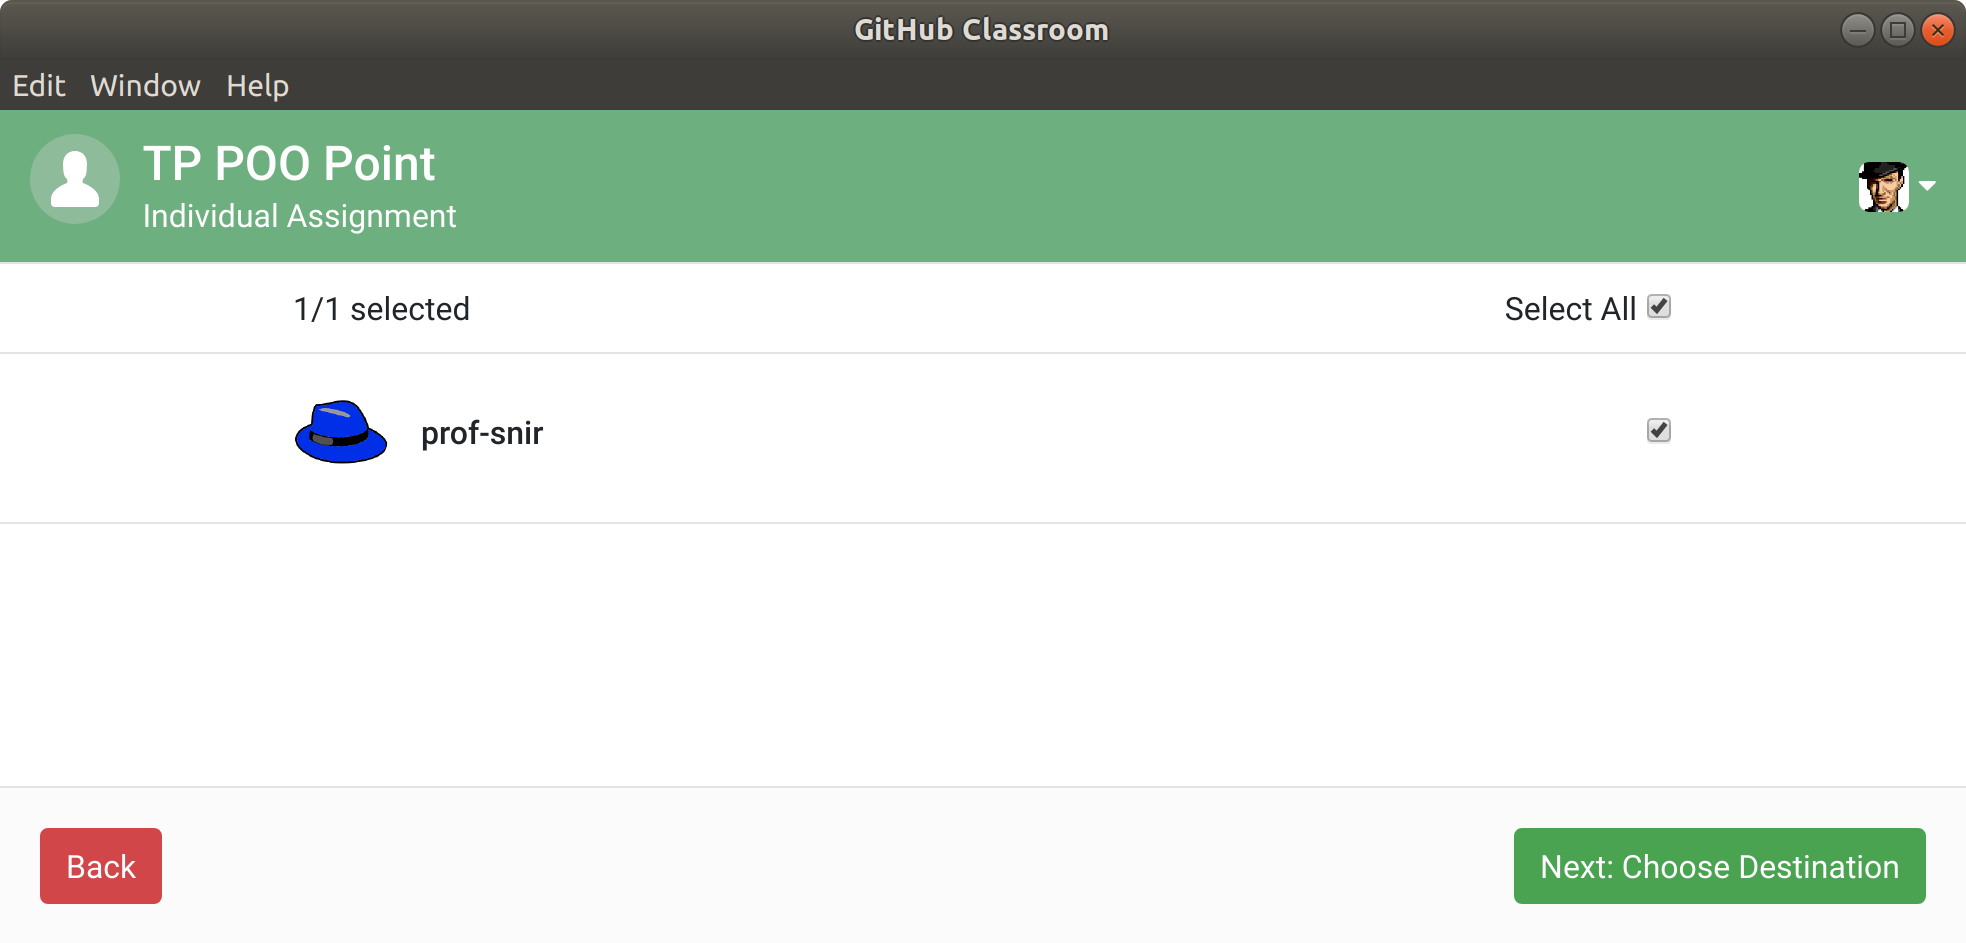 GitHub Classroom
Edit Window Help
TP POO Point
Individual Assignment
1/1 selected
Select All
prof-snir
Back
Next: Choose Destination